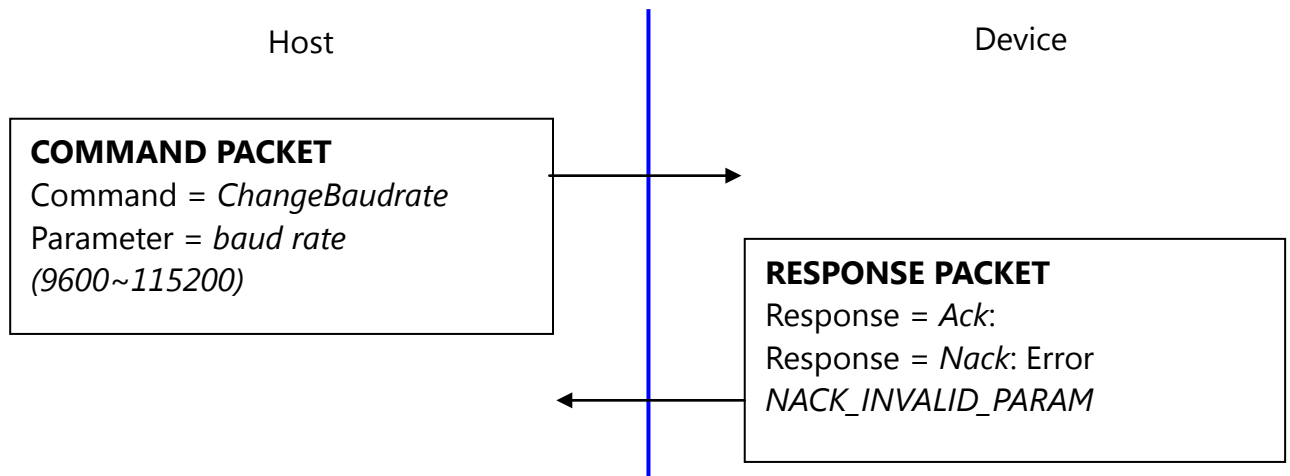 Host
Device
COMMAND PACKET
Command = ChangeBaudrate
Parameter = baud rate
(9600~115200)
RESPONSE PACKET
Response = Ack:
Response = Nack: Error
NACK_INVALID_PARAM